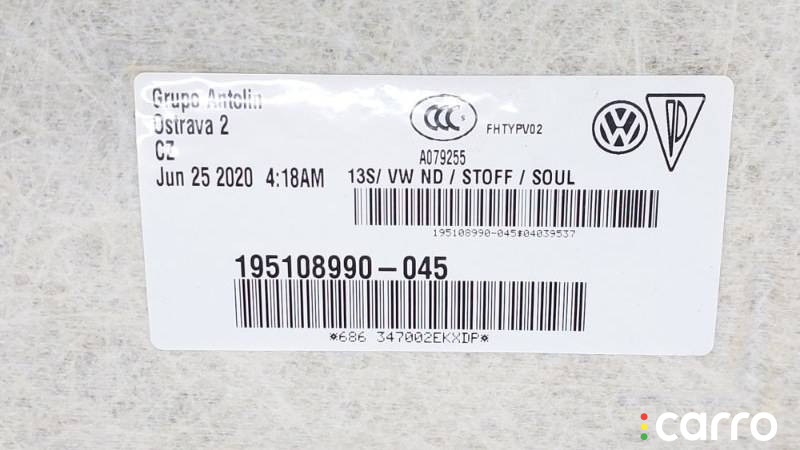 Grupo Antolin
Ostrava 2
CZ
Jun 25 2020 4:18AM
CCC
FHTYPV02
A079255
13S/ VW ND / STOFF / SOUL
195108990-045#04039537
195108990-045
*686 347002EKXDP*
carro